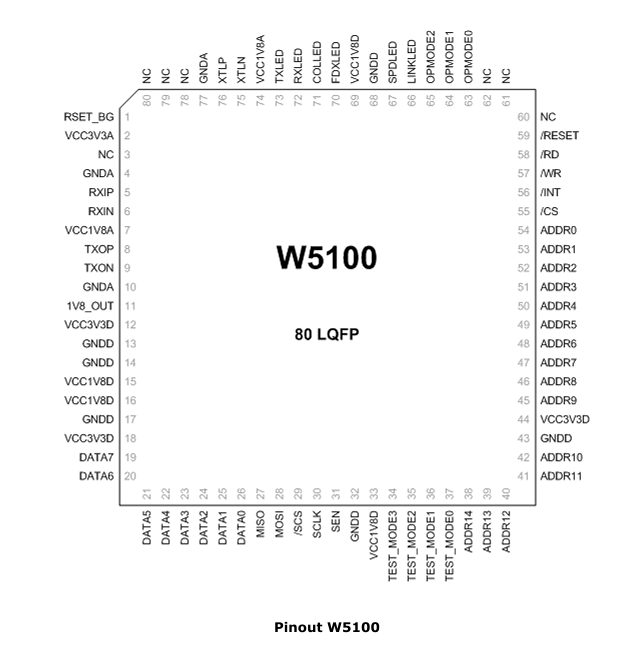 NC
NC
NC
GNDA
XTLP
XTLN
VCC1V8A
TXLED
RXLED
COLLED
FDXLED
VCC1V8D
GNDD
SPDLED
LINKLED
OPMODE2
OPMODE1
OPMODE0
NC
NC
80 79 78 77 76 75 74 73 72 71 70 69 68 67 66 65 64 63 62 61
RSET_BG 1
VCC3V3A 2
NC 3
GNDA 4
RXIP 5
RXIN 6
VCC1V8A 7
TXOP 8
TXON 9
GNDA 10
1V8_OUT 11
VCC3V3D 12
GNDD 13
GNDD 14
VCC1V8D 15
VCC1V8D 16
GNDD 17
VCC3V3D 18
DATA7 19
DATA6 20
W5100
80 LQFP
60 NC
59 /RESET
58 /RD
57 /WR
56 /INT
55 /CS
54 ADDR0
53 ADDR1
52 ADDR2
51 ADDR3
50 ADDR4
49 ADDR5
48 ADDR6
47 ADDR7
46 ADDR8
45 ADDR9
44 VCC3V3D
43 GNDD
42 ADDR10
41 ADDR11
21 22 23 24 25 26 27 28 29 30 31 32 33 34 35 36 37 38 39 40
DATA5
DATA4
DATA3
DATA2
DATA1
DATA0
MISO
MOSI
/SCS
SCLK
SEN
GNDD
VCC1V8D
TEST_MODE3
TEST_MODE2
TEST_MODE1
TEST_MODE0
ADDR14
ADDR13
ADDR12
Pinout W5100